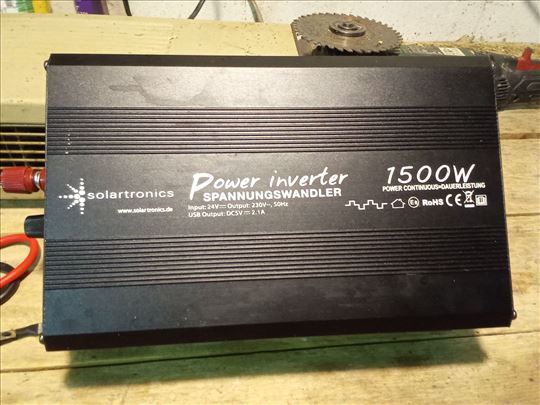 solartronics
www.solartronics.de
Power inverter
SPANNUNGSWANDLER
Input: 24V⎓ Output: 230V~, 50Hz
USB Output: DC5V ⎓ 2.1A
1500W
POWER CONTINUOUS=DAUERLEISTUNG
Ex RoHS CE